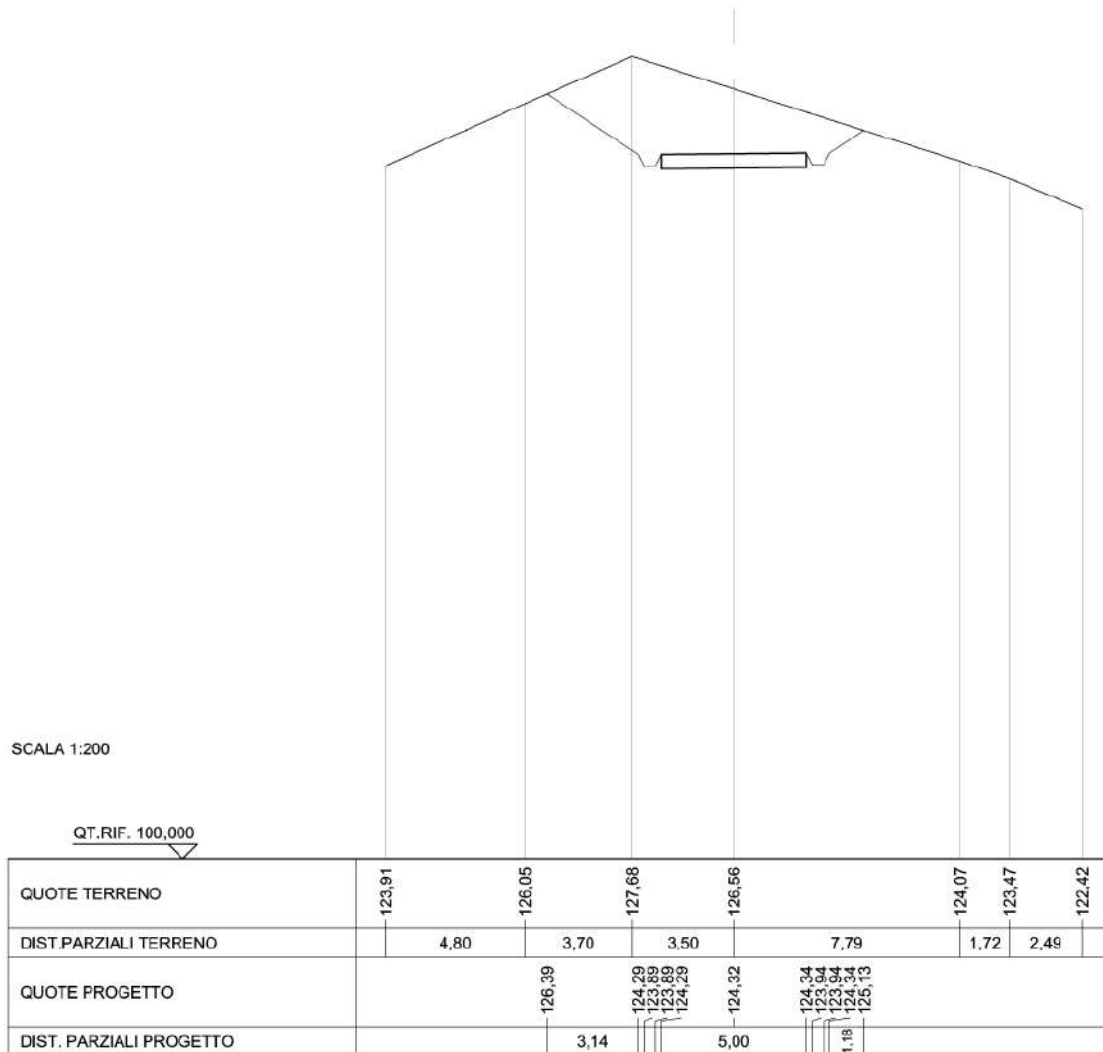 SCALA 1:200
QT.RIF. 100,000
QUOTE TERRENO 123,91 126,05 127,68 126,56 124,07 123,47 122,42
DIST.PARZIALI TERRENO 4,80 3,70 3,50 7,79 1,72 2,49
QUOTE PROGETTO 126,39 124,29 123,89 123,89 124,29 124,32 124,34 123,94 123,94 124,34 125,13
DIST. PARZIALI PROGETTO 3,14 5,00 1,18